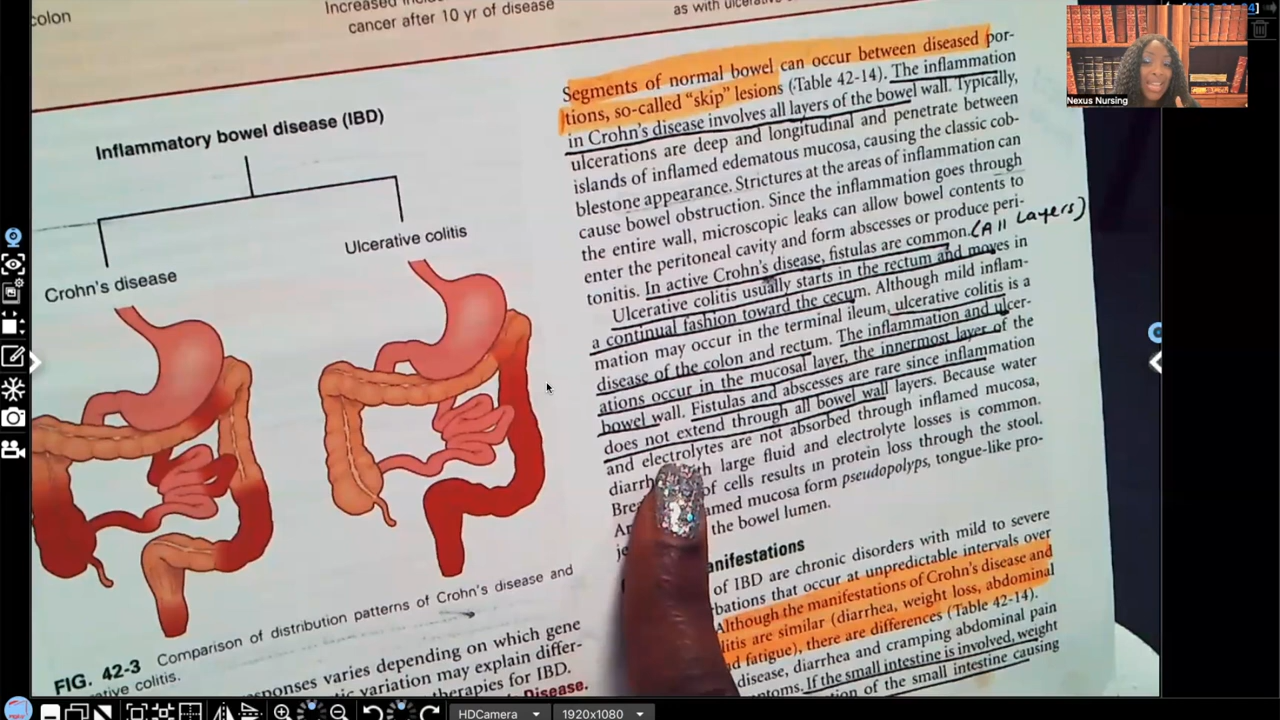 colon
cancer after 10 yr of disease
Nexus Nursing
Inflammatory bowel disease (IBD)
Crohn's disease
Ulcerative colitis
FIG. 42-3 Comparison of distribution patterns of Crohn's disease and
rative colitis.
sponses varies depending on which gene
tic variation may explain differ-
erapies for IBD.
Disease.
Segments of normal bowel can occur between diseased por-
tions, so-called "skip" lesions (Table 42-14). The inflammation
in Crohn's disease involves all layers of the bowel wall. Typically,
ulcerations are deep and longitudinal and penetrate between
islands of inflamed edematous mucosa, causing the classic cob-
blestone appearance. Strictures at the areas of inflammation can
cause bowel obstruction. Since the inflammation goes through
the entire wall, microscopic leaks can allow bowel contents to
enter the peritoneal cavity and form abscesses or produce peri-
tonitis. In active Crohn's disease, fistulas are common. (All Layers)
Ulcerative colitis usually starts in the rectum and moves in
a continual fashion toward the cecum. Although mild inflam-
mation may occur in the terminal ileum, ulcerative colitis is a
disease of the colon and rectum. The inflammation and ulcer-
ations occur in the mucosal layer, the innermost layer of the
bowel wall. Fistulas and abscesses are rare since inflammation
does not extend through all bowel wall layers. Because water
and electrolytes are not absorbed through inflamed mucosa,
diarrh th large fluid and electrolyte losses is common.
Brea of cells results in protein loss through the stool.
Ar amed mucosa form pseudopolyps, tongue-like pro-
je the bowel lumen.
anifestations
of IBD are chronic disorders with mild to severe
bations that occur at unpredictable intervals over
Although the manifestations of Crohn's disease and
litis are similar (diarrhea, weight loss, abdominal
d fatigue), there are differences (Table 42-14).
disease, diarrhea and cramping abdominal pain
ptoms. If the small intestine is involved, weight
tion of the small intestine causing
HDCamera
1920x1080